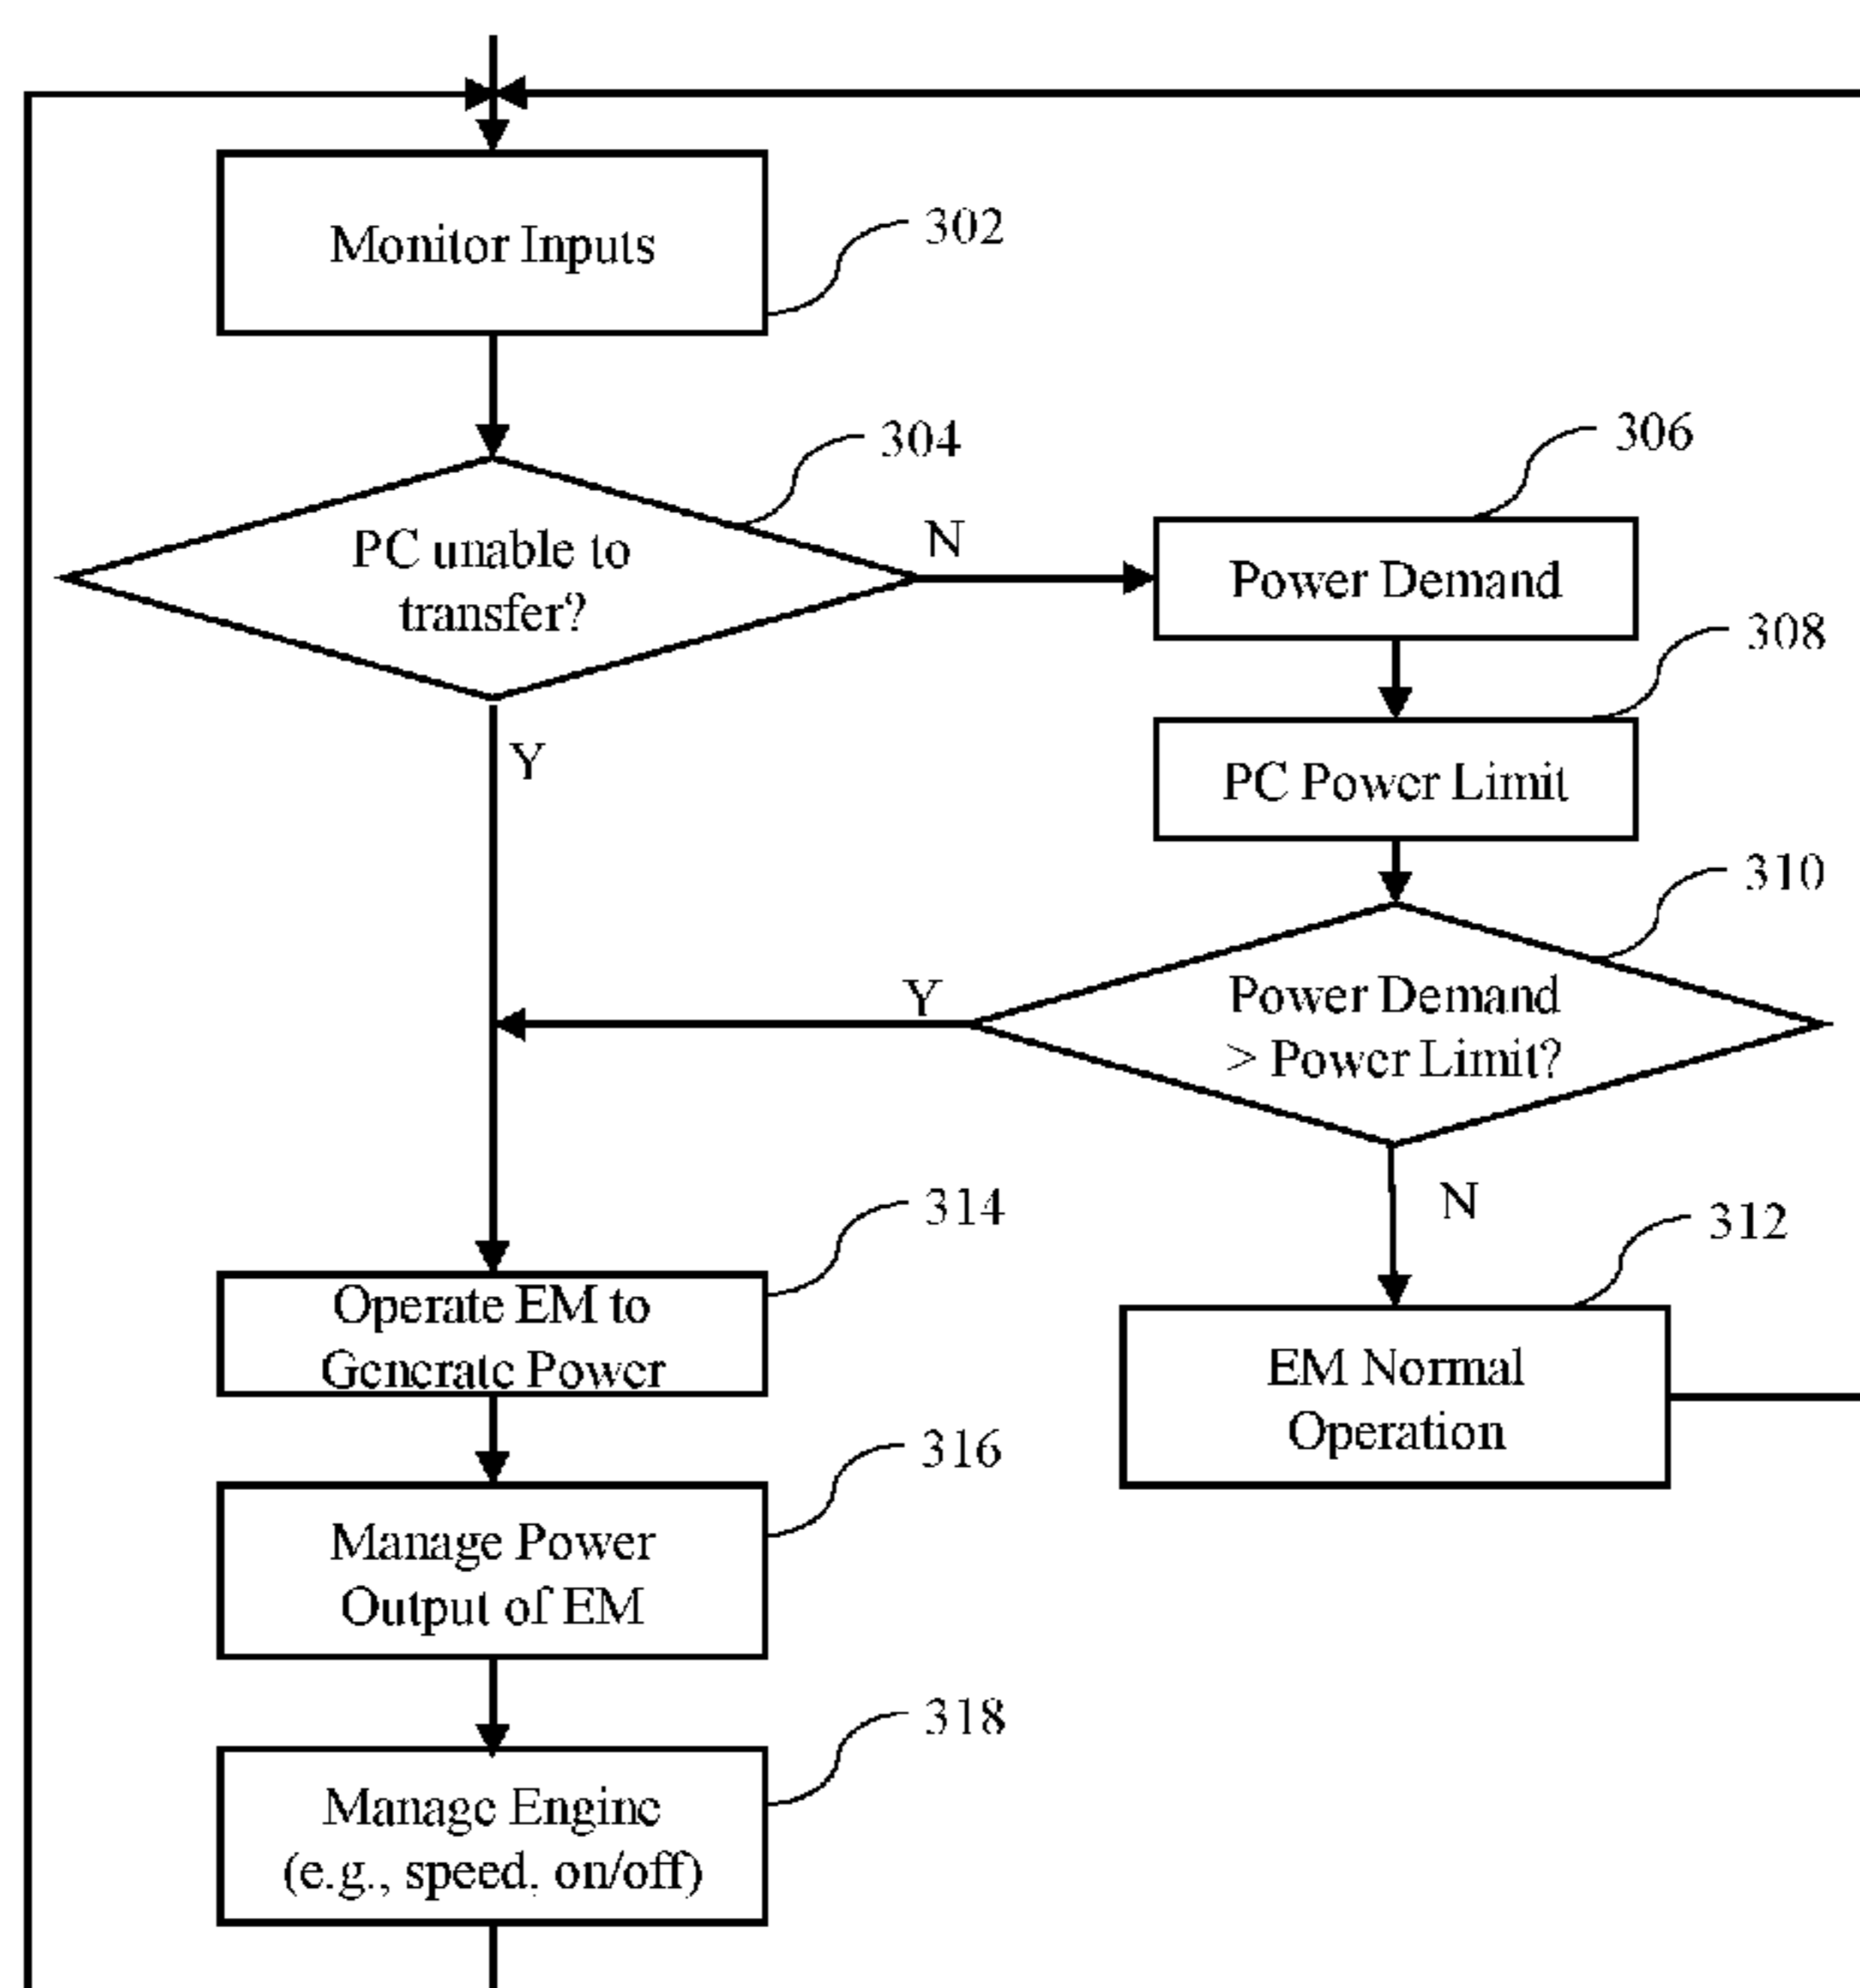 Monitor Inputs
302
PC unable to
transfer?
304
N
Y
306
Power Demand
308
PC Power Limit
310
Power Demand
> Power Limit?
Y
N
312
EM Normal
Operation
314
Operate EM to
Generate Power
316
Manage Power
Output of EM
318
Manage Engine
(e.g., speed, on/off)